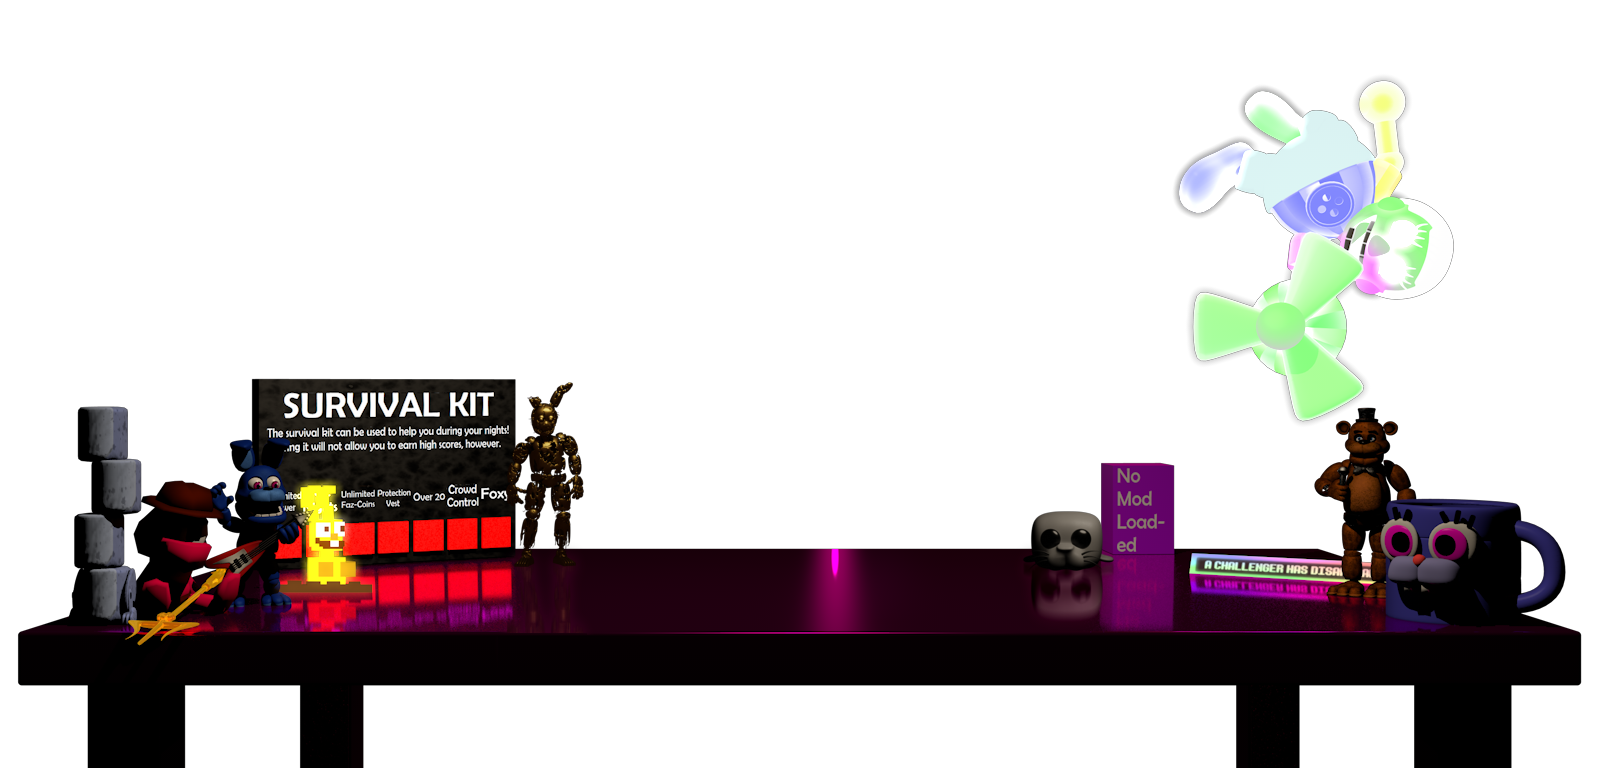 SURVIVAL KIT
The survival kit can be used to help you during your nights!
it will not allow you to earn high scores, however.
Unlimited Faz-Coins
Protection Vest
Over 20
Crowd Control
Foxy
No
Mod
Load-
ed
A CHALLENGER HAS